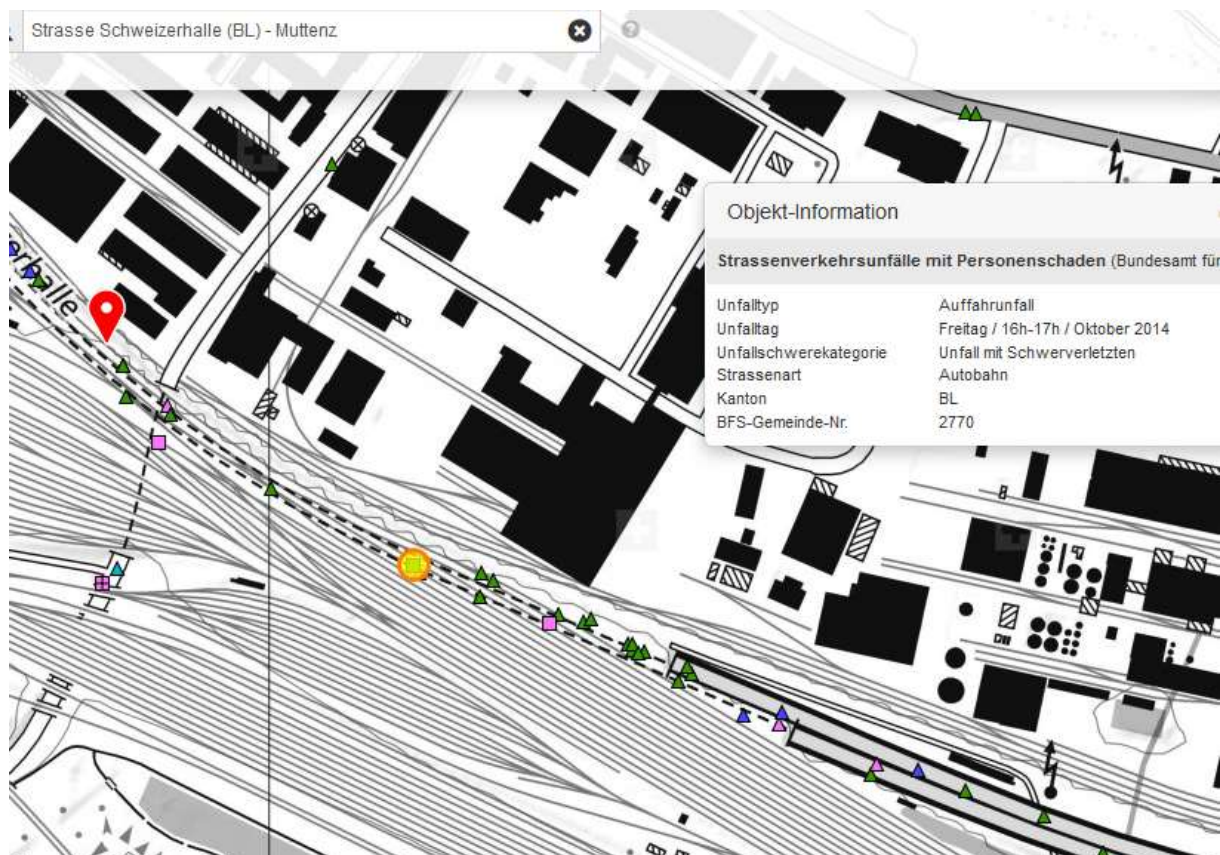 Strasse Schweizerhalle (BL) - Muttenz
erhalle
Objekt-Information
Strassenverkehrsunfälle mit Personenschaden (Bundesamt für
Unfalltyp Auffahrunfall
Unfalltag Freitag / 16h-17h / Oktober 2014
Unfallschwerekategorie Unfall mit Schwerverletzten
Strassenart Autobahn
Kanton BL
BFS-Gemeinde-Nr. 2770